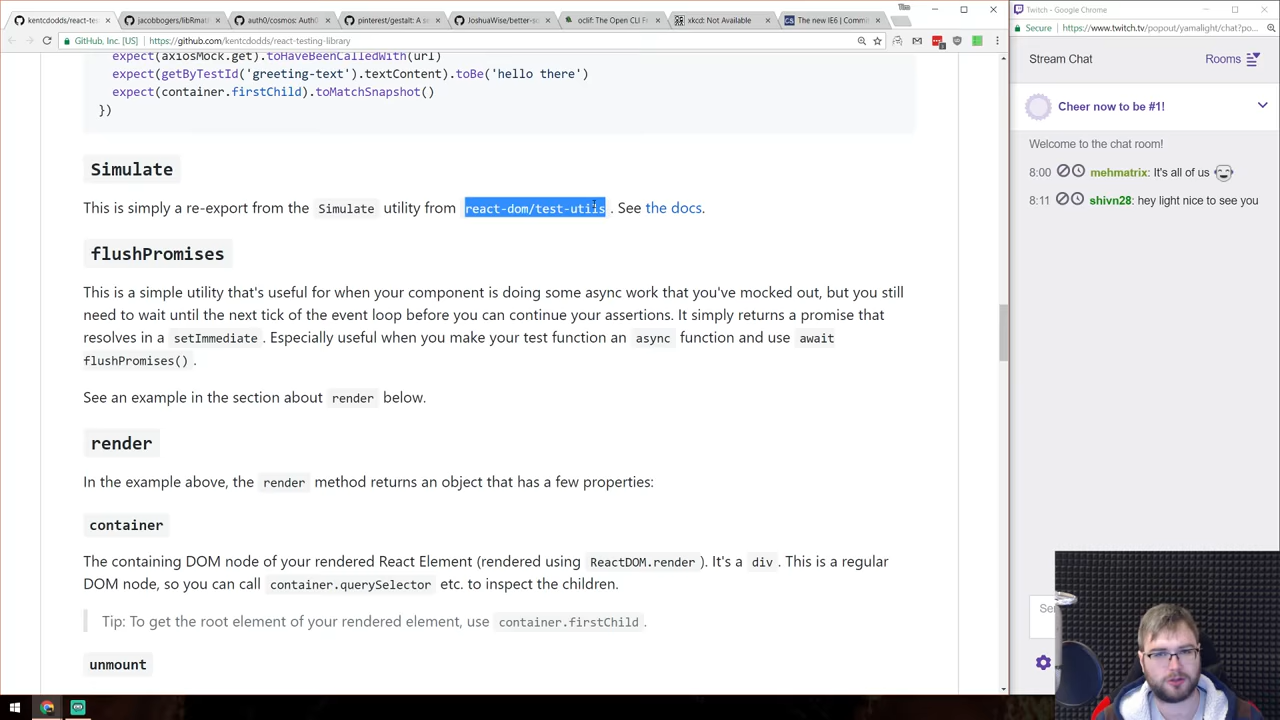 kentcdodds/react-tes
jacobbogers/libRmat
auth0/cosmos: Auth0
pinterest/gestalt: A s
JoshuaWise/better-s
oclif: The Open CLI Fr
xkcd: Not Available
The new IE6 | Comm
GitHub, Inc. [US]
https://github.com/kentcdodds/react-testing-library
expect(axiosMock.get).toHaveBeenCalledWith(url)
expect(getByTestId('greeting-text').textContent).toBe('hello there')
expect(container.firstChild).toMatchSnapshot()
})
Simulate
This is simply a re-export from the Simulate utility from react-dom/test-utils . See the docs.
flushPromises
This is a simple utility that's useful for when your component is doing some async work that you've mocked out, but you still
need to wait until the next tick of the event loop before you can continue your assertions. It simply returns a promise that
resolves in a setImmediate . Especially useful when you make your test function an async function and use await
flushPromises() .
See an example in the section about render below.
render
In the example above, the render method returns an object that has a few properties:
container
The containing DOM node of your rendered React Element (rendered using ReactDOM.render ). It's a div . This is a regular
DOM node, so you can call container.querySelector etc. to inspect the children.
Tip: To get the root element of your rendered element, use container.firstChild .
unmount
Twitch - Google Chrome
Secure
https://www.twitch.tv/popout/yamalight/chat?po...
Stream Chat
Rooms
Cheer now to be #1!
Welcome to the chat room!
8:00 mehmatrix: It's all of us
8:11 shivn28: hey light nice to see you
Se